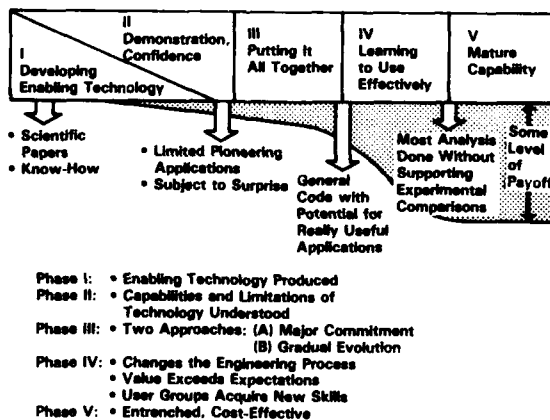 I
Developing
Enabling Technology
II
Demonstration,
Confidence
III
Putting It
All Together
IV
Learning
to Use
Effectively
V
Mature
Capability
• Scientific
Papers
• Know-How
• Limited Pioneering
Applications
• Subject to Surprise
General
Code with
Potential for
Really Useful
Applications
Most Analysis
Done Without
Supporting
Experimental
Comparisons
Some
Level
of
Payoff
Phase I: • Enabling Technology Produced
Phase II: • Capabilities and Limitations of
Technology Understood
Phase III: • Two Approaches: (A) Major Commitment
(B) Gradual Evolution
Phase IV: • Changes the Engineering Process
• Value Exceeds Expectations
• User Groups Acquire New Skills
Phase V: • Entrenched, Cost-Effective